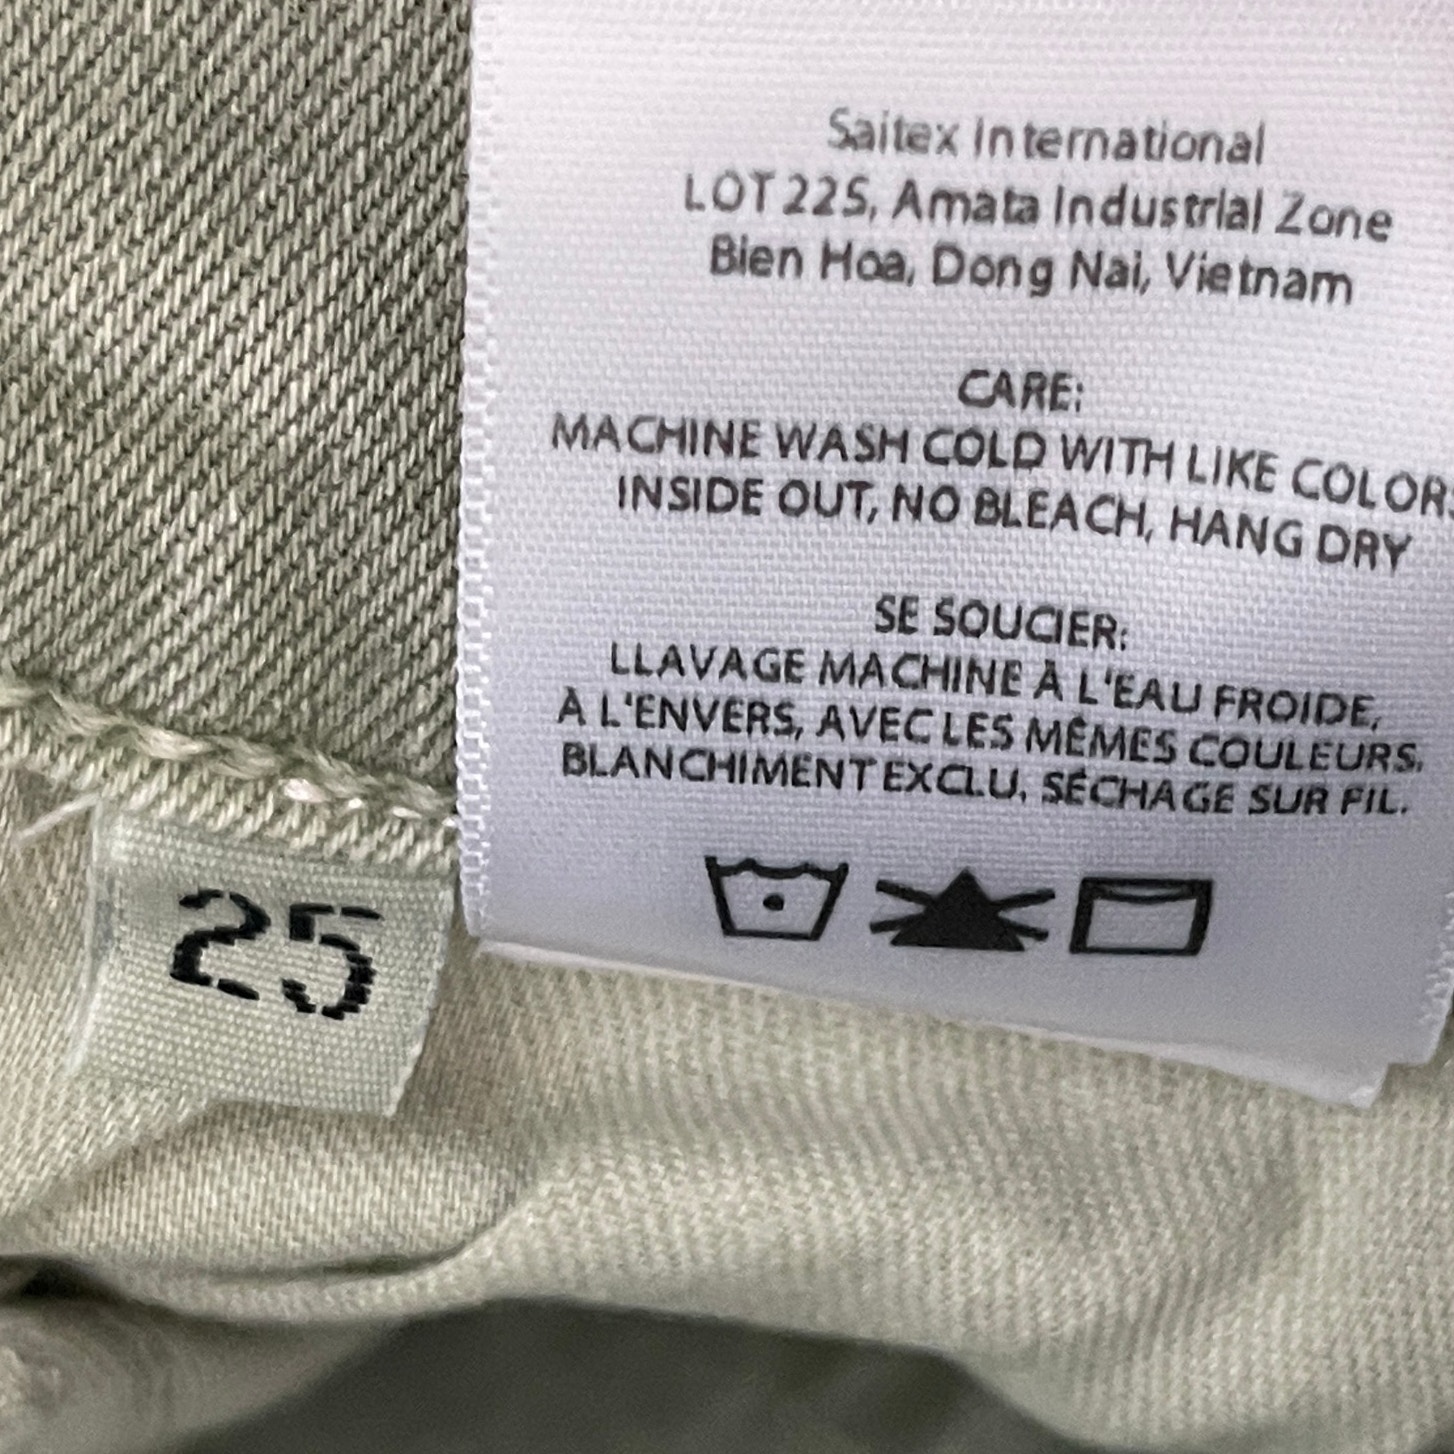 Saitex International
LOT 225, Amata Industrial Zone
Bien Hoa, Dong Nai, Vietnam
CARE:
MACHINE WASH COLD WITH LIKE COLORS
INSIDE OUT, NO BLEACH, HANG DRY
SE SOUCIER:
LLAVAGE MACHINE À L'EAU FROIDE,
À L'ENVERS, AVEC LES MÊMES COULEURS.
BLANCHIMENT EXCLU. SÉCHAGE SUR FIL.
25